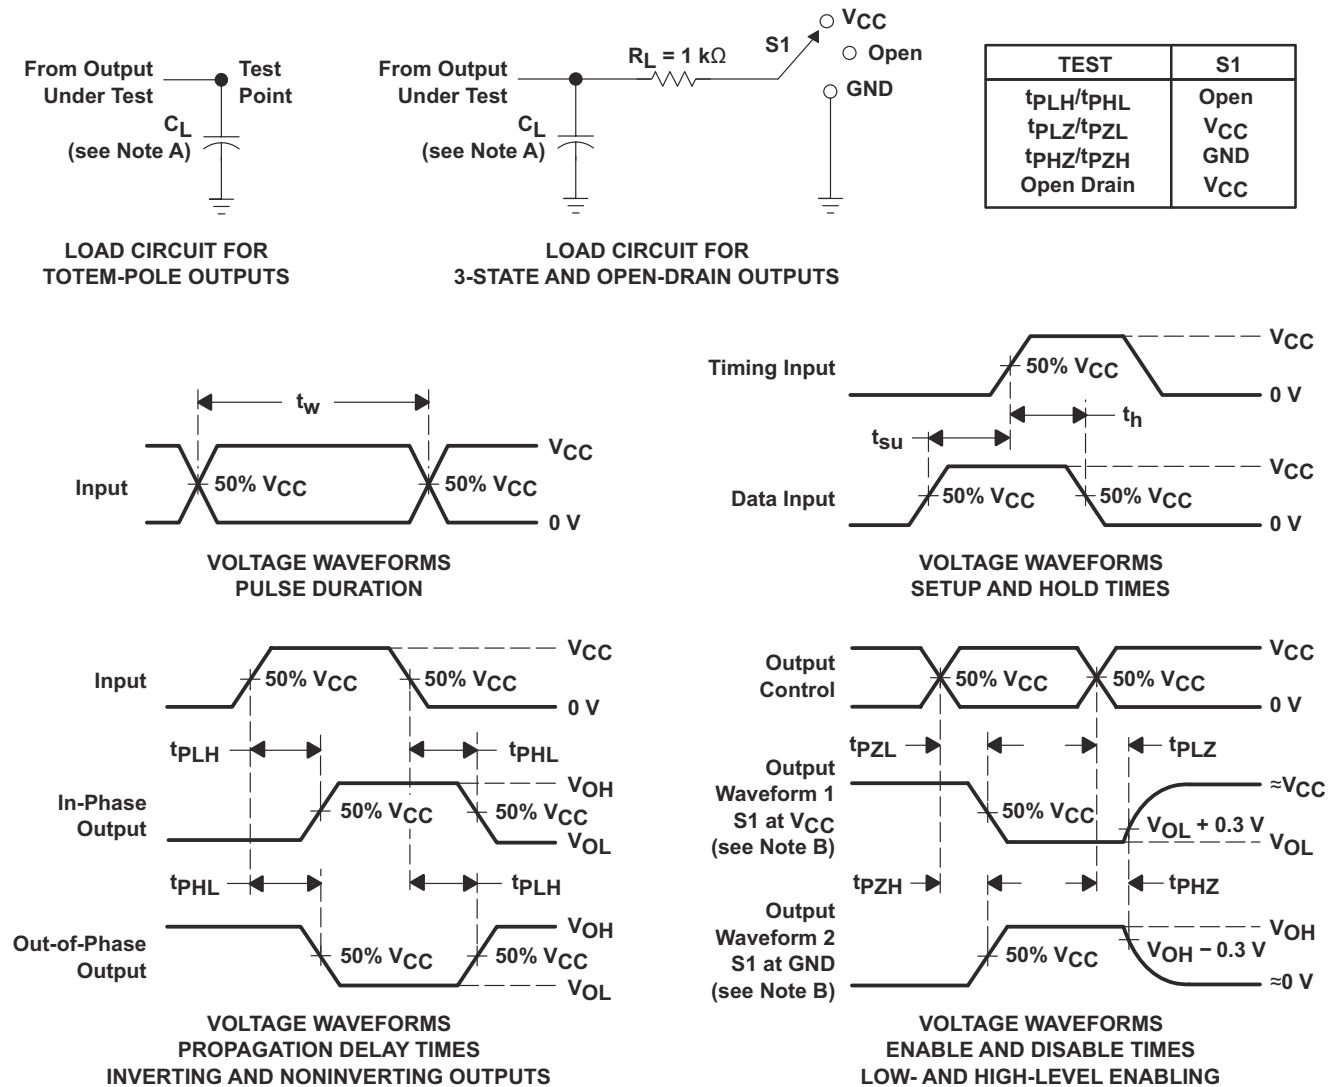 From Output
Under Test
Test
Point
CL
(see Note A)
LOAD CIRCUIT FOR
TOTEM-POLE OUTPUTS
From Output
Under Test
RL = 1 kΩ
S1
VCC
Open
GND
CL
(see Note A)
LOAD CIRCUIT FOR
3-STATE AND OPEN-DRAIN OUTPUTS
TEST S1
tPLH/tPHL Open
tPLZ/tPZL VCC
tPHZ/tPZH GND
Open Drain VCC
tw
Input
50% VCC
50% VCC
VCC
0 V
VOLTAGE WAVEFORMS
PULSE DURATION
Timing Input
50% VCC
VCC
0 V
th
tsu
Data Input
50% VCC
50% VCC
VCC
0 V
VOLTAGE WAVEFORMS
SETUP AND HOLD TIMES
Input
50% VCC
50% VCC
VCC
0 V
tPLH
tPHL
In-Phase
Output
50% VCC
50% VCC
VOH
VOL
tPHL
tPLH
Out-of-Phase
Output
50% VCC
50% VCC
VOH
VOL
VOLTAGE WAVEFORMS
PROPAGATION DELAY TIMES
INVERTING AND NONINVERTING OUTPUTS
Output
Control
50% VCC
50% VCC
VCC
0 V
tPZL
tPLZ
Output
Waveform 1
S1 at VCC
(see Note B)
50% VCC
VOL + 0.3 V
≈VCC
VOL
tPZH
tPHZ
Output
Waveform 2
S1 at GND
(see Note B)
50% VCC
VOH − 0.3 V
VOH
≈0 V
VOLTAGE WAVEFORMS
ENABLE AND DISABLE TIMES
LOW- AND HIGH-LEVEL ENABLING